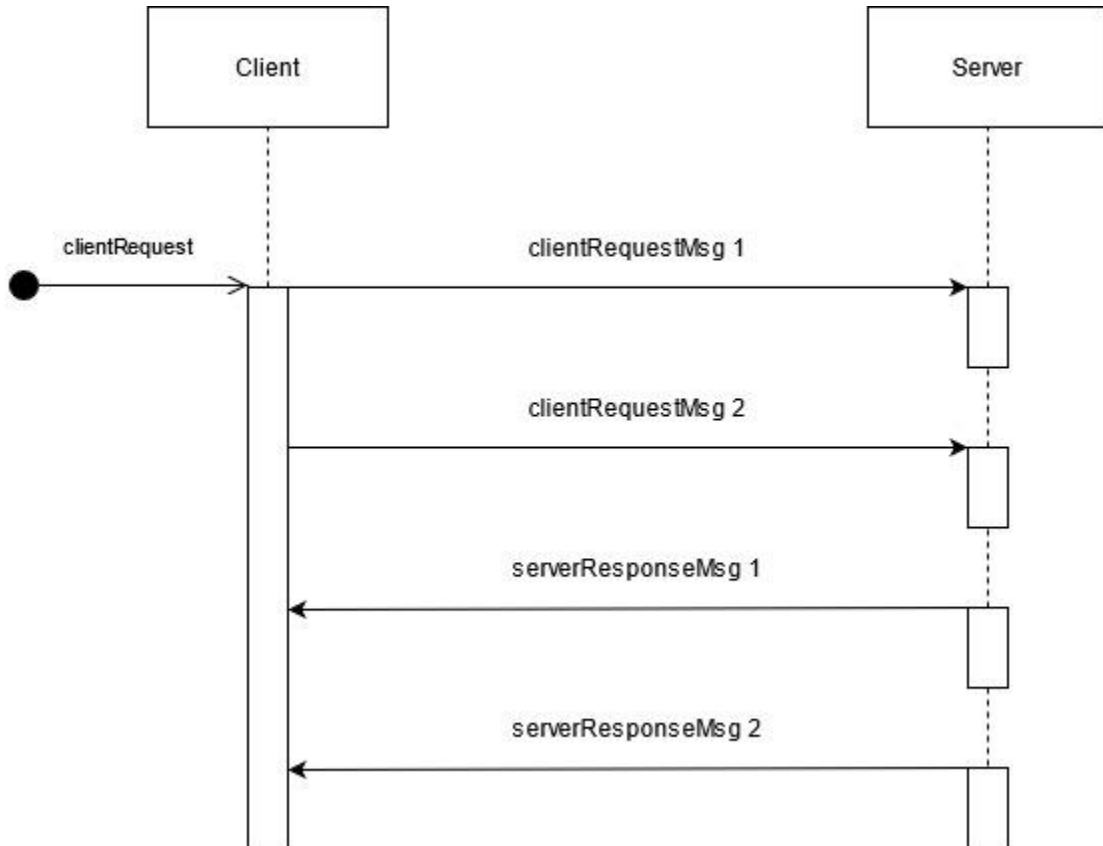 Client
Server
clientRequest
clientRequestMsg 1
clientRequestMsg 2
serverResponseMsg 1
serverResponseMsg 2